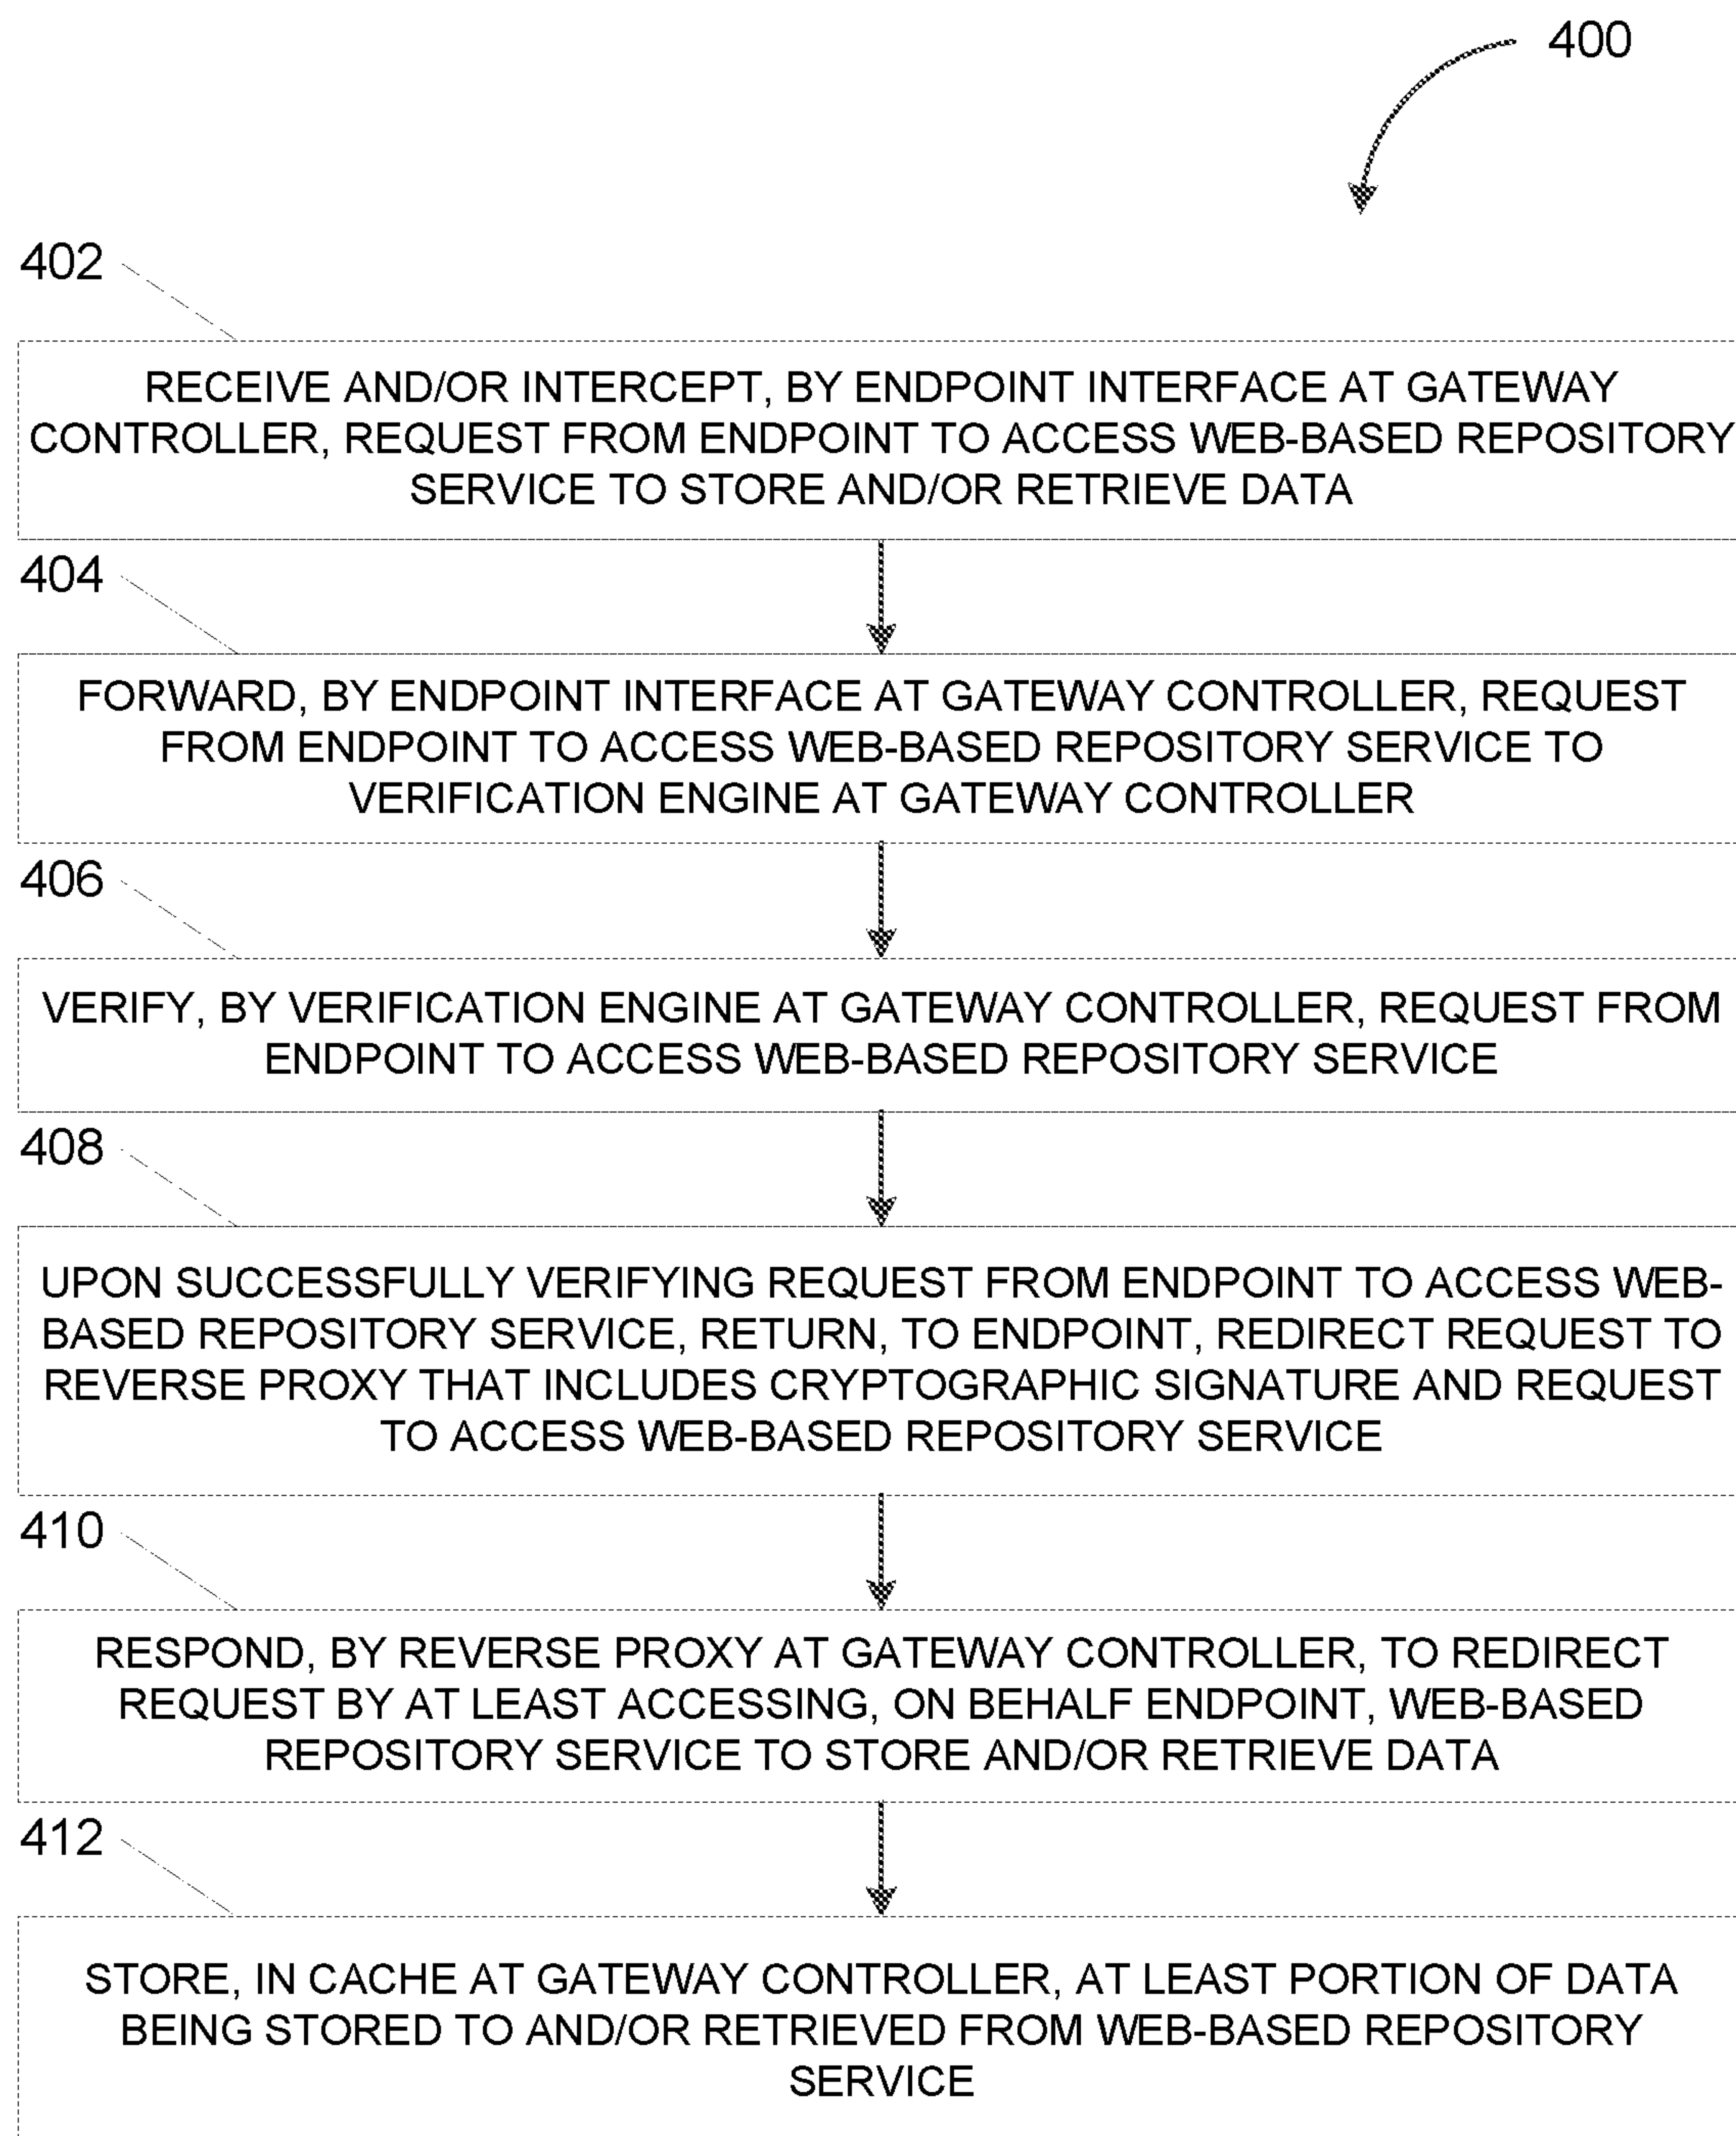 400
402
RECEIVE AND/OR INTERCEPT, BY ENDPOINT INTERFACE AT GATEWAY
CONTROLLER, REQUEST FROM ENDPOINT TO ACCESS WEB-BASED REPOSITORY
SERVICE TO STORE AND/OR RETRIEVE DATA
404
FORWARD, BY ENDPOINT INTERFACE AT GATEWAY CONTROLLER, REQUEST
FROM ENDPOINT TO ACCESS WEB-BASED REPOSITORY SERVICE TO
VERIFICATION ENGINE AT GATEWAY CONTROLLER
406
VERIFY, BY VERIFICATION ENGINE AT GATEWAY CONTROLLER, REQUEST FROM
ENDPOINT TO ACCESS WEB-BASED REPOSITORY SERVICE
408
UPON SUCCESSFULLY VERIFYING REQUEST FROM ENDPOINT TO ACCESS WEB-
BASED REPOSITORY SERVICE, RETURN, TO ENDPOINT, REDIRECT REQUEST TO
REVERSE PROXY THAT INCLUDES CRYPTOGRAPHIC SIGNATURE AND REQUEST
TO ACCESS WEB-BASED REPOSITORY SERVICE
410
RESPOND, BY REVERSE PROXY AT GATEWAY CONTROLLER, TO REDIRECT
REQUEST BY AT LEAST ACCESSING, ON BEHALF ENDPOINT, WEB-BASED
REPOSITORY SERVICE TO STORE AND/OR RETRIEVE DATA
412
STORE, IN CACHE AT GATEWAY CONTROLLER, AT LEAST PORTION OF DATA
BEING STORED TO AND/OR RETRIEVED FROM WEB-BASED REPOSITORY
SERVICE